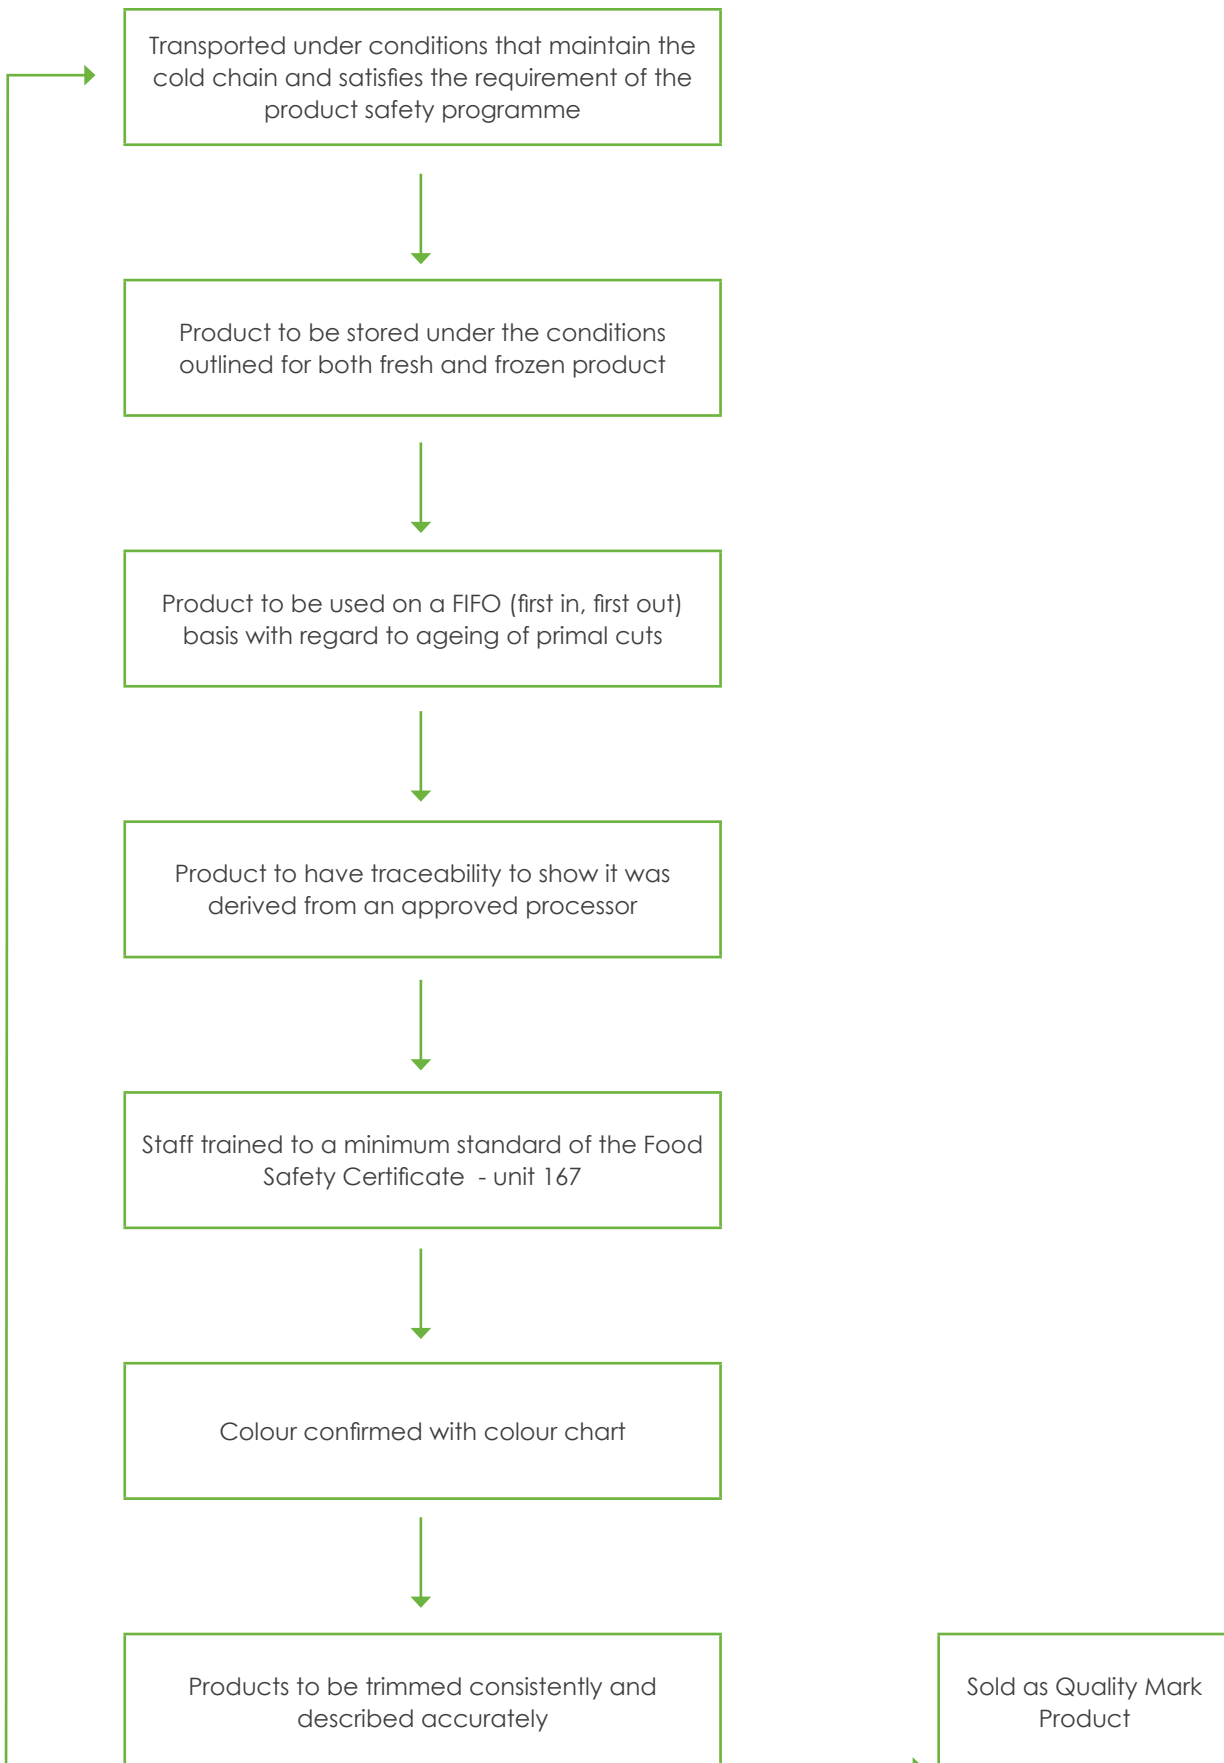 Transported under conditions that maintain the
cold chain and satisfies the requirement of the
product safety programme
Product to be stored under the conditions
outlined for both fresh and frozen product
Product to be used on a FIFO (first in, first out)
basis with regard to ageing of primal cuts
Product to have traceability to show it was
derived from an approved processor
Staff trained to a minimum standard of the Food
Safety Certificate  - unit 167
Colour confirmed with colour chart
Products to be trimmed consistently and
described accurately
Sold as Quality Mark
Product